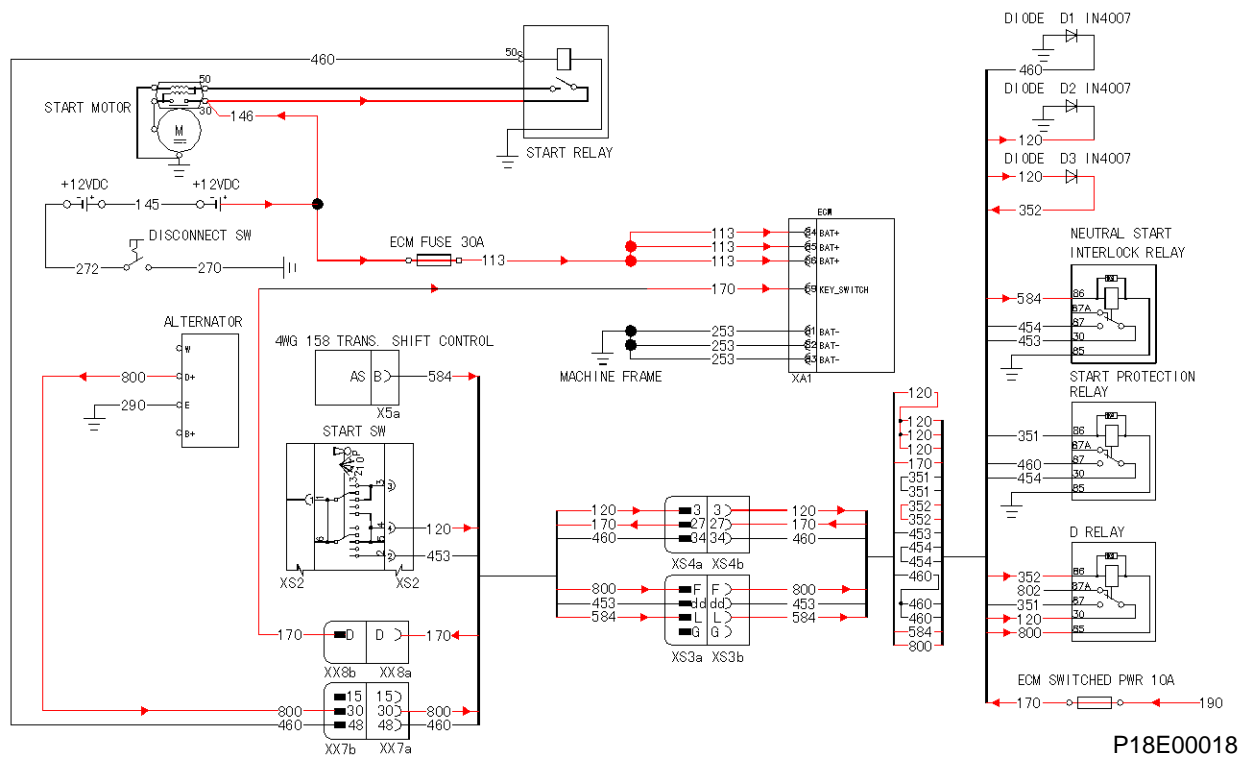 DIODE D1 IN4007
460
DIODE D2 IN4007
120
DIODE D3 IN4007
120
352
460
50c
START RELAY
START MOTOR
50
30
M
146
+12VDC
+12VDC
145
DISCONNECT SW
272
270
ECM FUSE 30A
113
ECM
113
BAT+
113
BAT+
113
BAT+
170
KEY_SWITCH
253
BAT-
253
BAT-
253
BAT-
XA1
MACHINE FRAME
ALTERNATOR
W
800
D+
290
E
B+
4WG 158 TRANS. SHIFT CONTROL
AS B
584
X5a
START SW
210P
120
453
XS2
XS2
170
D
D
170
XX8b
XX8a
15
15
800
30
30
800
460
48
48
460
XX7b
XX7a
120
3
3
120
170
27
27
170
460
34
34
460
XS4a
XS4b
800
F
F
800
453
dd
dd
453
584
L
L
584
G
G
XS3a
XS3b
120
120
120
120
170
351
351
352
352
453
454
454
460
460
460
584
800
NEUTRAL START
INTERLOCK RELAY
584
86
87A
454
87
453
30
85
START PROTECTION
RELAY
351
86
87A
460
87
454
30
85
D RELAY
352
86
802
87A
351
87
120
30
800
85
ECM SWITCHED PWR 10A
170
190
P18E00018